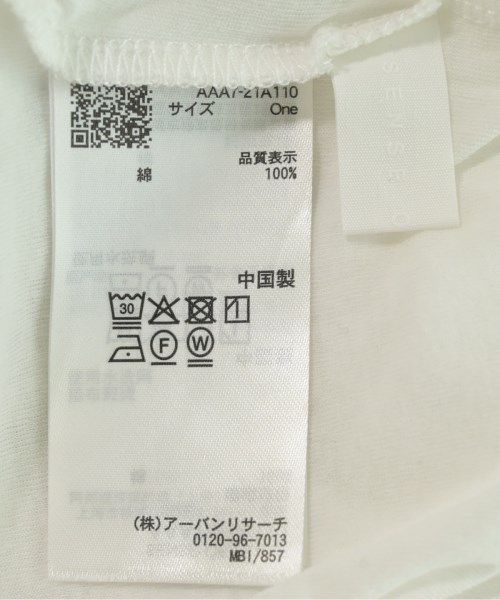 AAA7-21A110
サイズ One
品質表示
綿 100%
中国製
30
F W
(株)アーバンリサーチ
0120-96-7013
MBI/857
SENSE O